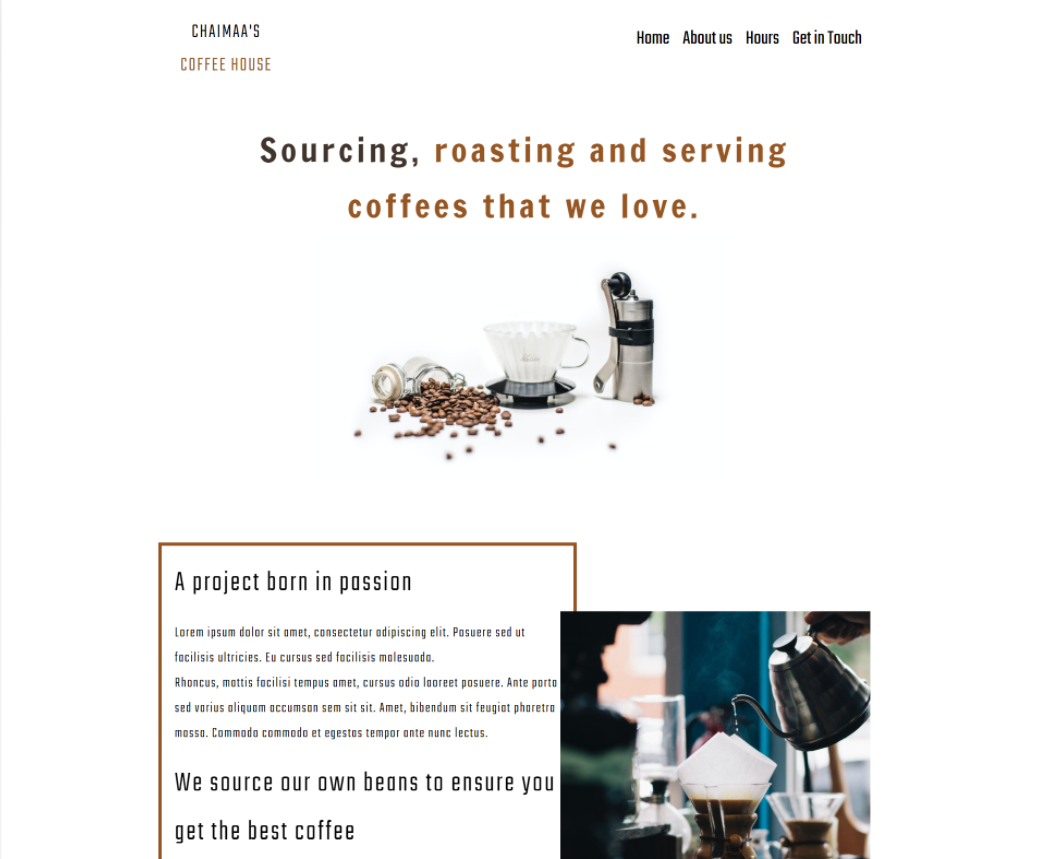 CHAIMAA'S
COFFEE HOUSE
Home About us Hours Get in Touch
Sourcing, roasting and serving
coffees that we love.
A project born in passion
Lorem ipsum dolor sit amet, consectetur adipiscing elit. Posuere sed ut
facilisis ultricies. Eu cursus sed facilisis malesuada.
Rhoncus, mattis facilisi tempus amet, cursus odio laoreet posuere. Ante porta
sed varius aliquam accumsan sem sit sit. Amet, bibendum sit feugiat pharetra
massa. Commodo commodo et egestas tempor ante nunc lectus.
We source our own beans to ensure you
get the best coffee